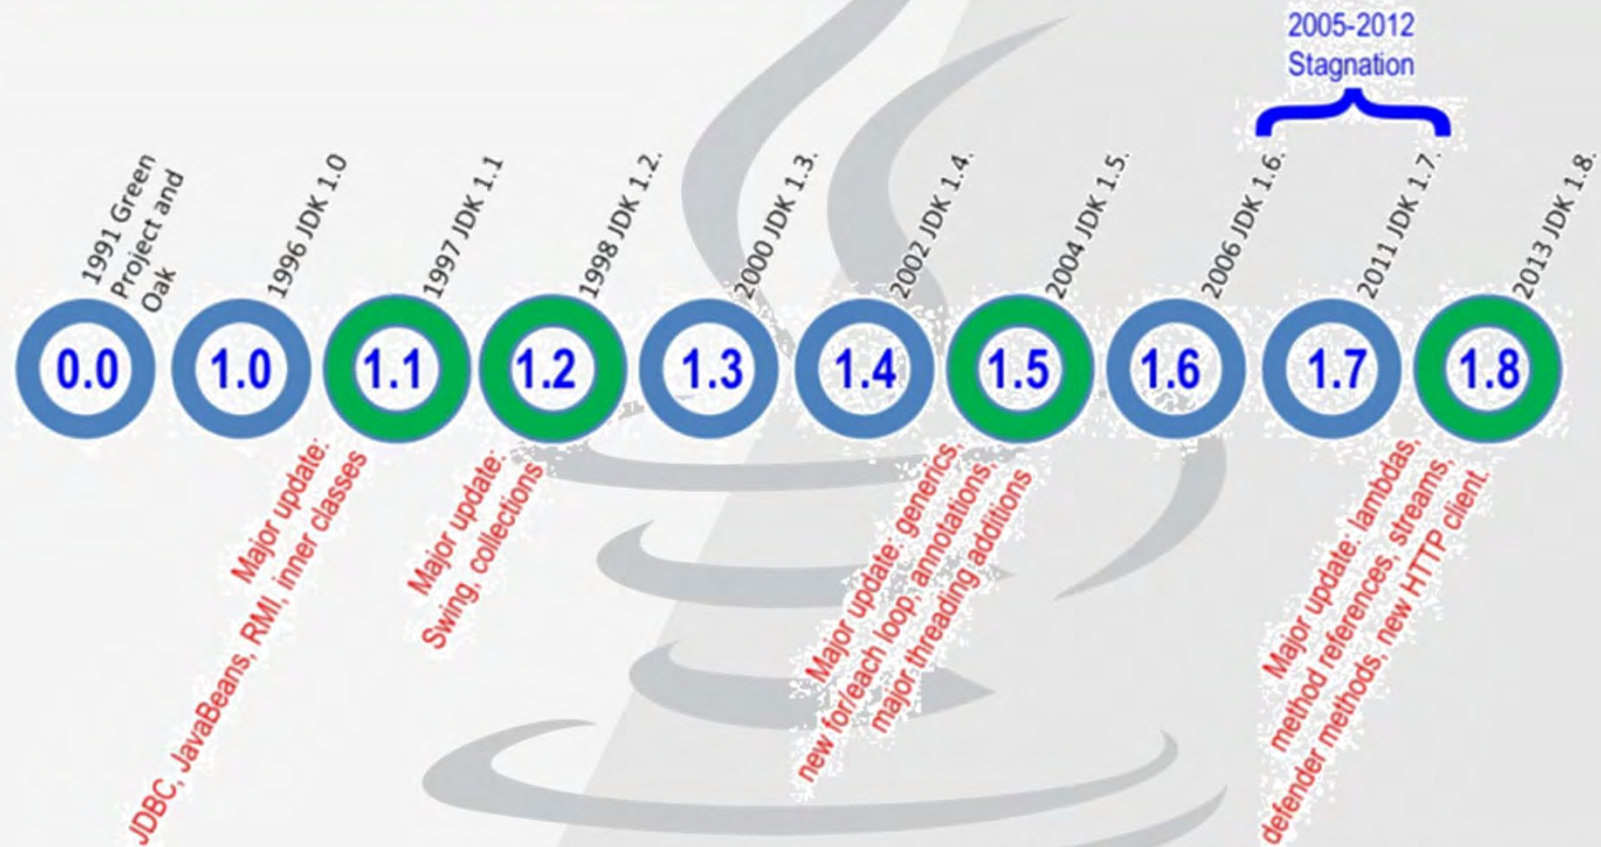 2005-2012
Stagnation
1991 Green
Project and
Oak
1996 JDK 1.0
1997 JDK 1.1
1998 JDK 1.2.
2000 JDK 1.3.
2002 JDK 1.4.
2004 JDK 1.5.
2006 JDK 1.6.
2011 JDK 1.7.
2013 JDK 1.8.
0.0
1.0
1.1
1.2
1.3
1.4
1.5
1.6
1.7
1.8
Major update:
JDBC, JavaBeans, RMI, inner classes
Major update:
Swing, collections
Major update: generics,
new for/each loop, annotations,
major threading additions
Major update: lambdas,
method references, streams,
defender methods, new HTTP client.